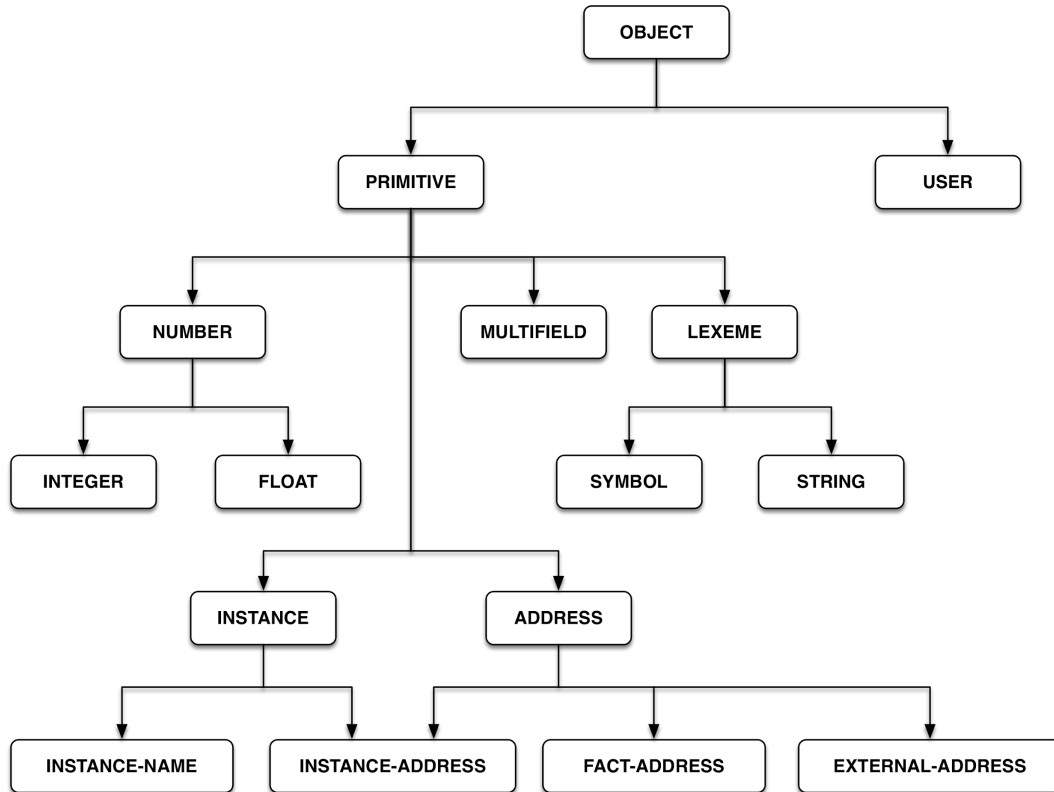 OBJECT
PRIMITIVE
USER
NUMBER
MULTIFIELD
LEXEME
INTEGER
FLOAT
SYMBOL
STRING
INSTANCE
ADDRESS
INSTANCE-NAME
INSTANCE-ADDRESS
FACT-ADDRESS
EXTERNAL-ADDRESS